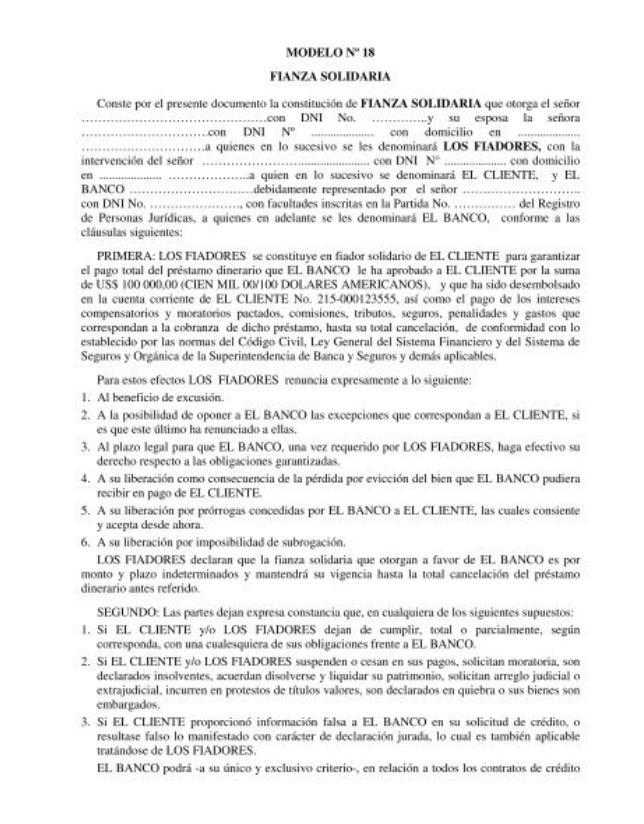 MODELO Nº 18
FIANZA SOLIDARIA
Conste por el presente documento la constitución de FIANZA SOLIDARIA que otorga el señor
............................................con DNI No. ..............y su esposa la señora
...............................con DNI Nº .................... con domicilio en ....................
..............................a quienes en lo sucesivo se les denominará LOS FIADORES, con la
intervención del señor .......................................... con DNI N° .................... con domicilio
en .................... ...................a quien en lo sucesivo se denominará EL CLIENTE, y EL
BANCO ..............................debidamente representado por el señor ............................
con DNI No. ......................, con facultades inscritas en la Partida No. ............... del Registro
de Personas Jurídicas, a quienes en adelante se les denominará EL BANCO, conforme a las
cláusulas siguientes:
PRIMERA: LOS FIADORES se constituye en fiador solidario de EL CLIENTE para garantizar
el pago total del préstamo dinerario que EL BANCO le ha aprobado a EL CLIENTE por la suma
de US$ 100 000,00 (CIEN MIL 00/100 DOLARES AMERICANOS), y que ha sido desembolsado
en la cuenta corriente de EL CLIENTE No. 215-000123555, así como el pago de los intereses
compensatorios y moratorios pactados, comisiones, tributos, seguros, penalidades y gastos que
correspondan a la cobranza de dicho préstamo, hasta su total cancelación, de conformidad con lo
establecido por las normas del Código Civil, Ley General del Sistema Financiero y del Sistema de
Seguros y Orgánica de la Superintendencia de Banca y Seguros y demás aplicables.
Para estos efectos LOS FIADORES renuncia expresamente a lo siguiente:
1. Al beneficio de excusión.
2. A la posibilidad de oponer a EL BANCO las excepciones que correspondan a EL CLIENTE, si
es que este último ha renunciado a ellas.
3. Al plazo legal para que EL BANCO, una vez requerido por LOS FIADORES, haga efectivo su
derecho respecto a las obligaciones garantizadas.
4. A su liberación como consecuencia de la pérdida por evicción del bien que EL BANCO pudiera
recibir en pago de EL CLIENTE.
5. A su liberación por prórrogas concedidas por EL BANCO a EL CLIENTE, las cuales consiente
y acepta desde ahora.
6. A su liberación por imposibilidad de subrogación.
LOS FIADORES declaran que la fianza solidaria que otorgan a favor de EL BANCO es por
monto y plazo indeterminados y mantendrá su vigencia hasta la total cancelación del préstamo
dinerario antes referido.
SEGUNDO: Las partes dejan expresa constancia que, en cualquiera de los siguientes supuestos:
1. Si EL CLIENTE y/o LOS FIADORES dejan de cumplir, total o parcialmente, según
corresponda, con una cualesquiera de sus obligaciones frente a EL BANCO.
2. Si EL CLIENTE y/o LOS FIADORES suspenden o cesan en sus pagos, solicitan moratoria, son
declarados insolventes, acuerdan disolverse y liquidar su patrimonio, solicitan arreglo judicial o
extrajudicial, incurren en protestos de títulos valores, son declarados en quiebra o sus bienes son
embargados.
3. Si EL CLIENTE proporcionó información falsa a EL BANCO en su solicitud de crédito, o
resultase falso lo manifestado con carácter de declaración jurada, lo cual es también aplicable
tratándose de LOS FIADORES.
EL BANCO podrá -a su único y exclusivo criterio-, en relación a todos los contratos de crédito